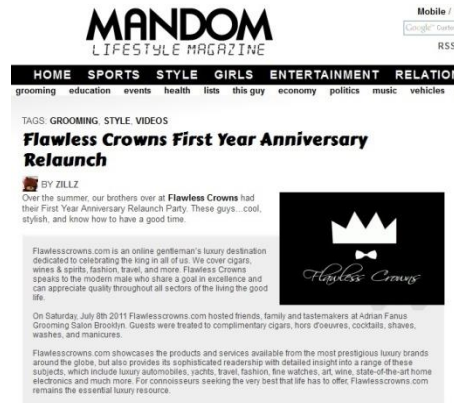 MANDOM
LIFESTYLE MAGAZINE
Mobile /
Google™ Custom
RSS
HOME SPORTS STYLE GIRLS ENTERTAINMENT RELATION
grooming education events health lists this guy economy politics music vehicles
TAGS: GROOMING, STYLE, VIDEOS
Flawless Crowns First Year Anniversary
Relaunch
BY ZILLZ
Over the summer, our brothers over at Flawless Crowns had
their First Year Anniversary Relaunch Party. These guys...cool,
stylish, and know how to have a good time.
Flawless Crowns
Flawlesscrowns.com is an online gentleman's luxury destination
dedicated to celebrating the king in all of us. We cover cigars,
wines & spirits, fashion, travel, and more. Flawless Crowns
speaks to the modern male who share a goal in excellence and
can appreciate quality throughout all sectors of the living the good
life.
On Saturday, July 8th 2011 Flawlesscrowns.com hosted friends, family and tastemakers at Adrian Fanus
Grooming Salon Brooklyn. Guests were treated to complimentary cigars, hors d'oeuvres, cocktails, shaves,
washes, and manicures.
Flawlesscrowns.com showcases the products and services available from the most prestigious luxury brands
around the globe, but also provides its sophisticated readership with detailed insight into a range of these
subjects, which include luxury automobiles, yachts, travel, fashion, fine watches, art, wine, state-of-the-art home
electronics and much more. For connoisseurs seeking the very best that life has to offer, Flawlesscrowns.com
remains the essential luxury resource.